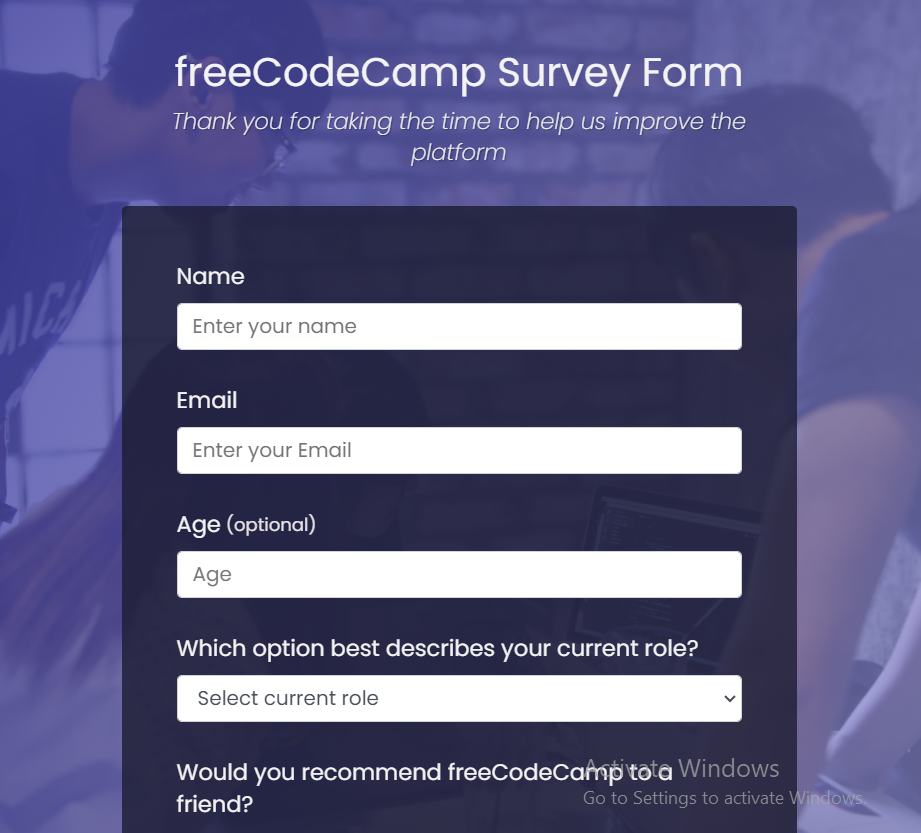 freeCodeCamp Survey Form
Thank you for taking the time to help us improve the
platform
Name
Enter your name
Email
Enter your Email
Age (optional)
Age
Which option best describes your current role?
Select current role
Would you recommend freeCodeCamp to a
friend?
Activate Windows
Go to Settings to activate Windows.